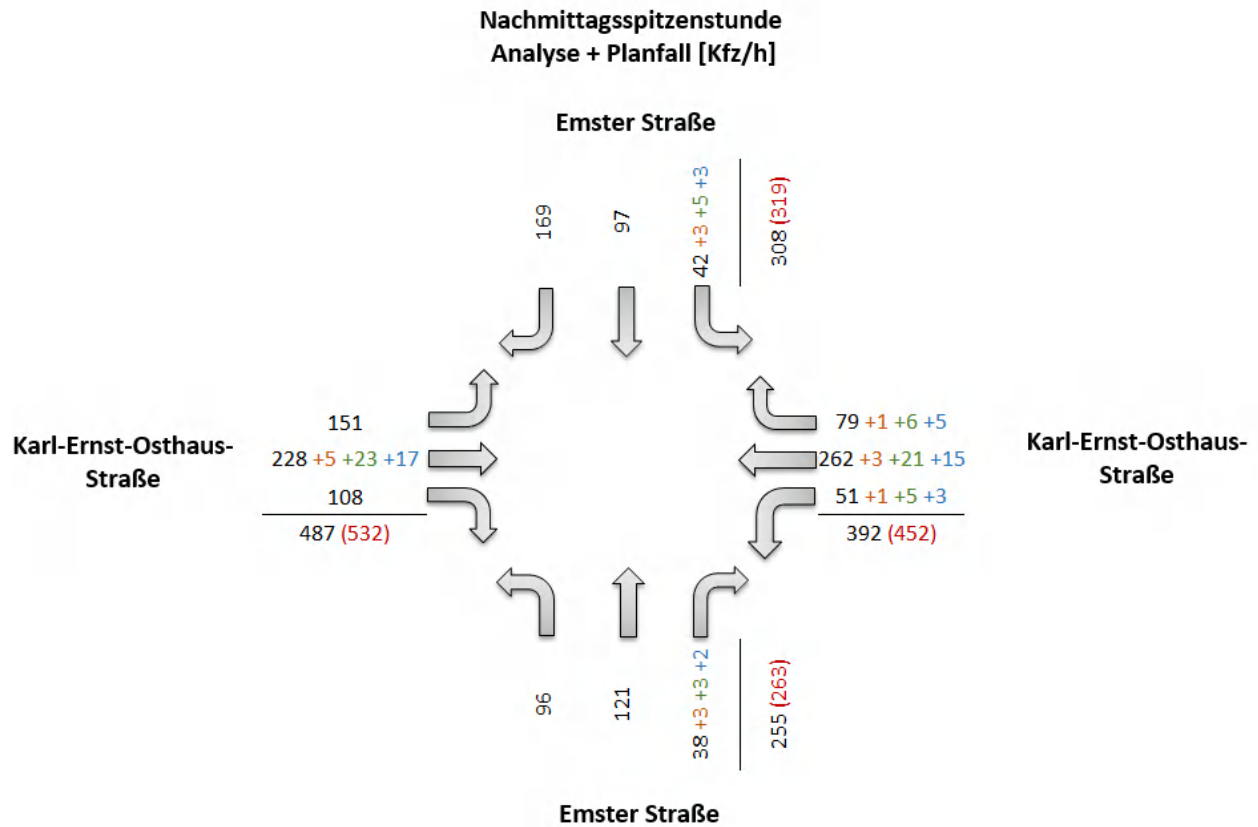 Nachmittagsspitzenstunde
Analyse + Planfall [Kfz/h]
Emster Straße
169
97
42 +3 +5 +3
308 (319)
Karl-Ernst-Osthaus-
Straße
151
228 +5 +23 +17
108
487 (532)
79 +1 +6 +5
262 +3 +21 +15
51 +1 +5 +3
392 (452)
Karl-Ernst-Osthaus-
Straße
96
121
38 +3 +3 +2
255 (263)
Emster Straße